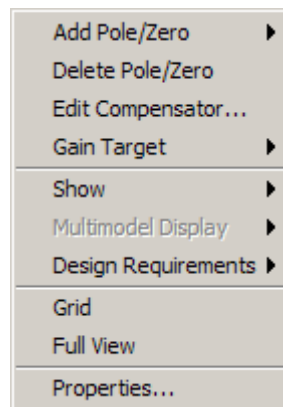 Add Pole/Zero
Delete Pole/Zero
Edit Compensator...
Gain Target
Show
Multimodel Display
Design Requirements
Grid
Full View
Properties...